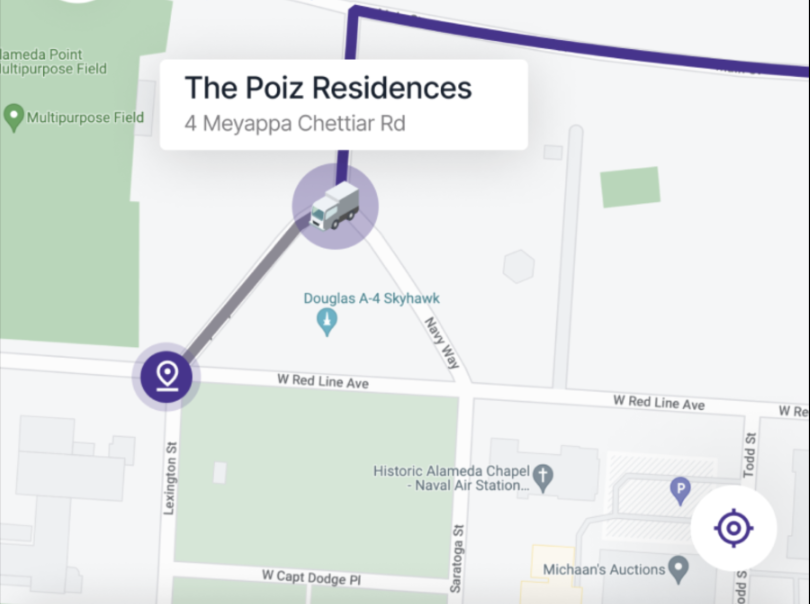 lameda Point
ultipurpose Field
Multipurpose Field
The Poiz Residences
4 Meyappa Chettiar Rd
Douglas A-4 Skyhawk
Navy Way
W Red Line Ave
W Red Line Ave
W Re
Lexington St
Historic Alameda Chapel
- Naval Air Station...
Todd St
P
Saratoga St
Michaan's Auctions
odd S
W Capt Dodge Pl